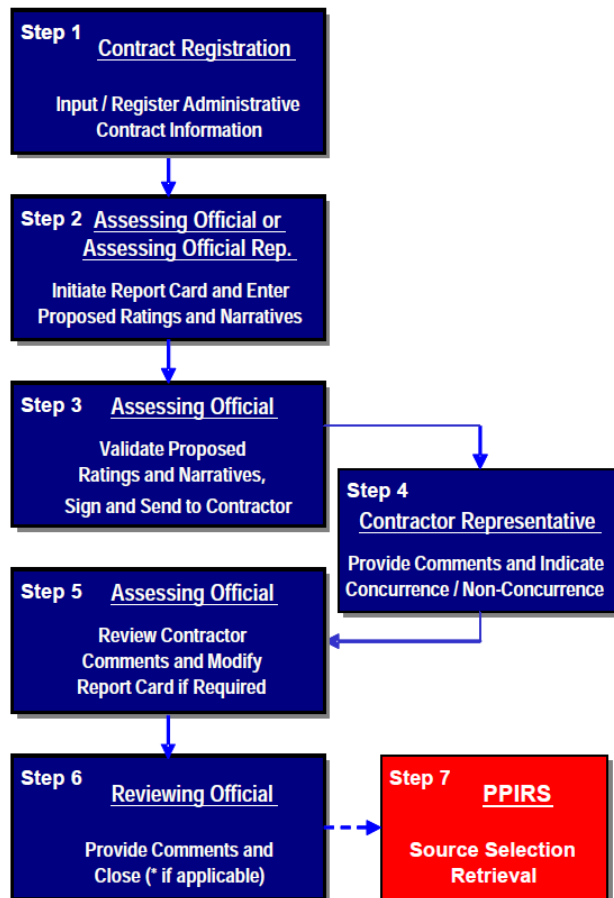 Step 1
Contract Registration
Input / Register Administrative
Contract Information
Step 2
Assessing Official or
Assessing Official Rep.
Initiate Report Card and Enter
Proposed Ratings and Narratives
Step 3
Assessing Official
Validate Proposed
Ratings and Narratives,
Sign and Send to Contractor
Step 4
Contractor Representative
Provide Comments and Indicate
Concurrence / Non-Concurrence
Step 5
Assessing Official
Review Contractor
Comments and Modify
Report Card if Required
Step 6
Reviewing Official
Provide Comments and
Close (* if applicable)
Step 7
PPIRS
Source Selection
Retrieval